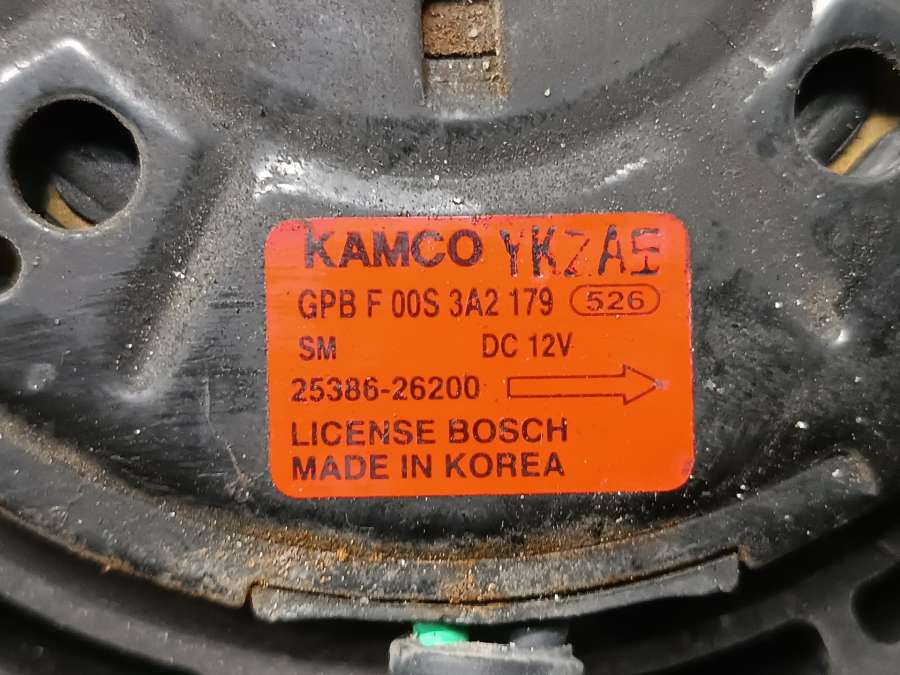 KAMCO YKZA5
GPB F 00S 3A2 179 526
SM DC 12V
25386-26200
LICENSE BOSCH
MADE IN KOREA